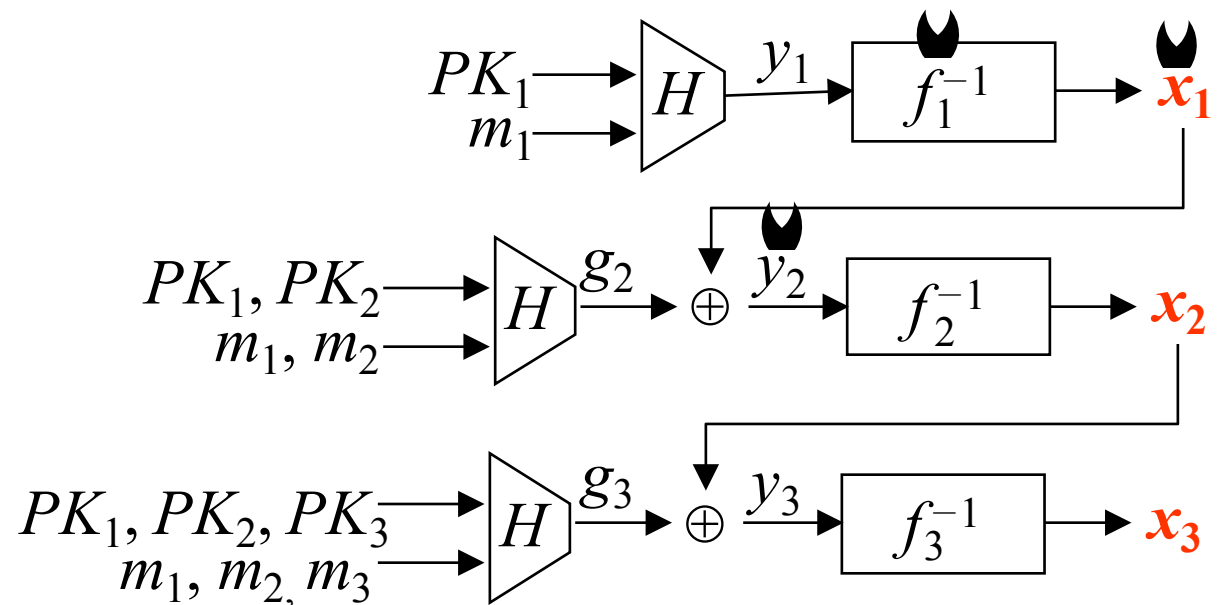 PK₁ H y₁ f₁⁻¹ x₁
m₁
PK₁, PK₂ H g₂ ⊕ y₂ f₂⁻¹ x₂
m₁, m₂
PK₁, PK₂, PK₃ H g₃ ⊕ y₃ f₃⁻¹ x₃
m₁, m₂, m₃